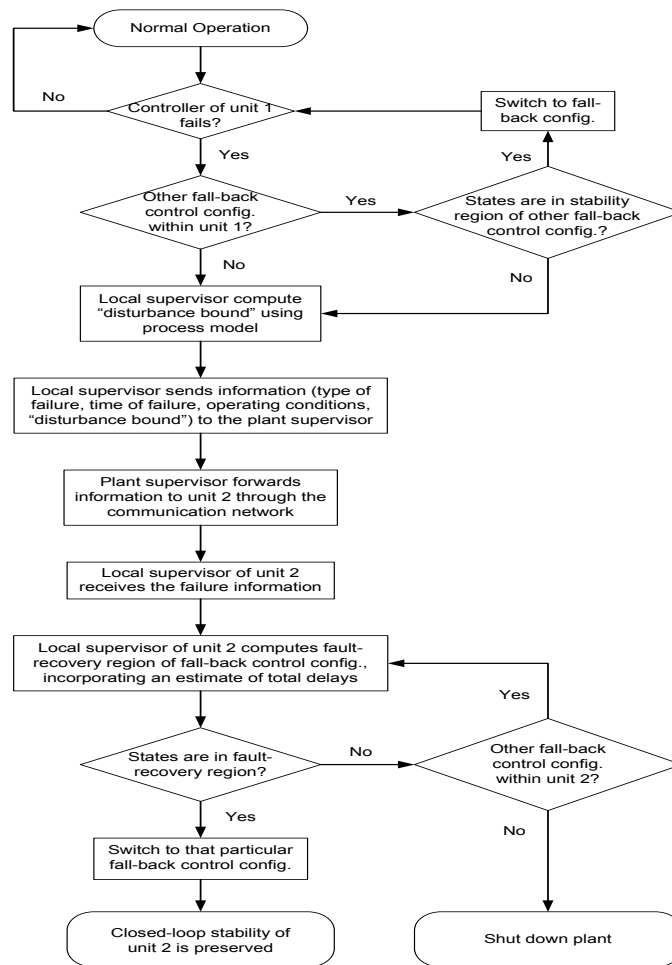 Normal Operation
No
Controller of unit 1
fails?
Switch to fall-
back config.
Yes
Yes
Other fall-back
control config.
within unit 1?
Yes
States are in stability
region of other fall-back
control config.?
No
No
Local supervisor compute
“disturbance bound” using
process model
Local supervisor sends information (type of
failure, time of failure, operating conditions,
“disturbance bound”) to the plant supervisor
Plant supervisor forwards
information to unit 2 through the
communication network
Local supervisor of unit 2
receives the failure information
Local supervisor of unit 2 computes fault-
recovery region of fall-back control config.,
incorporating an estimate of total delays
Yes
States are in fault-
recovery region?
No
Other fall-back
control config.
within unit 2?
Yes
No
Switch to that particular
fall-back control config.
Closed-loop stability of
unit 2 is preserved
Shut down plant